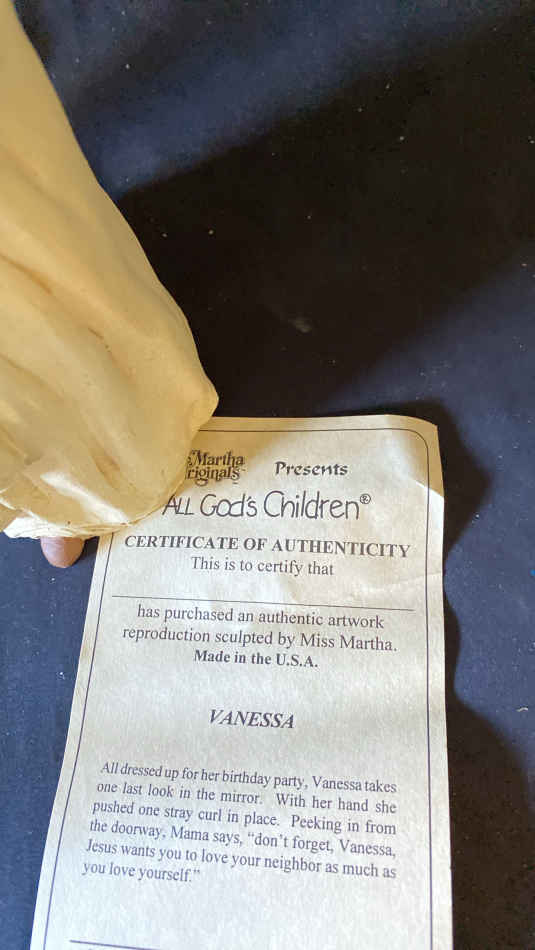 Martha
riginals
Presents
ALL God's Children®
CERTIFICATE OF AUTHENTICITY
This is to certify that
has purchased an authentic artwork
reproduction sculpted by Miss Martha.
Made in the U.S.A.
VANESSA
All dressed up for her birthday party, Vanessa takes
one last look in the mirror. With her hand she
pushed one stray curl in place. Peeking in from
the doorway, Mama says, “don't forget, Vanessa,
Jesus wants you to love your neighbor as much as
you love yourself.”